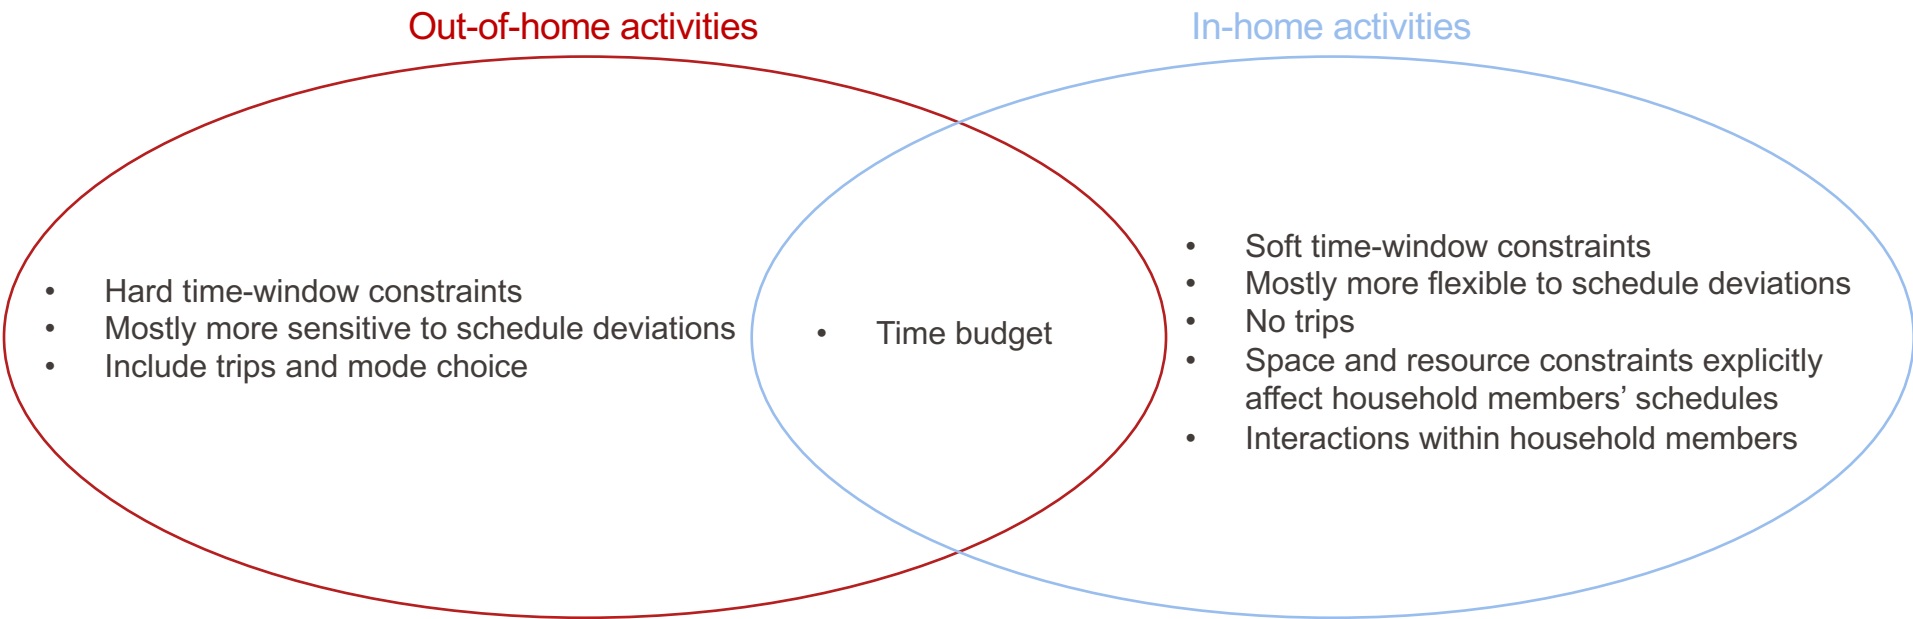 Out-of-home activities
In-home activities
• Hard time-window constraints
• Mostly more sensitive to schedule deviations
• Include trips and mode choice
• Time budget
• Soft time-window constraints
• Mostly more flexible to schedule deviations
• No trips
• Space and resource constraints explicitly
affect household members’ schedules
• Interactions within household members